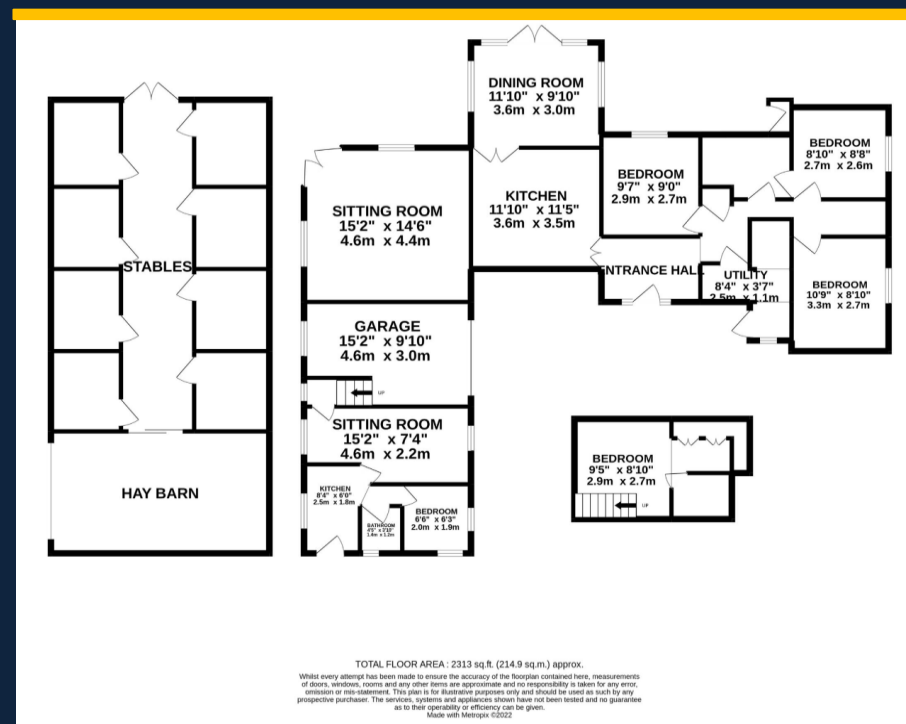 DINING ROOM
11'10" x 9'10"
3.6m x 3.0m
BEDROOM
8'10" x 8'8"
2.7m x 2.6m
BEDROOM
9'7" x 9'0"
2.9m x 2.7m
KITCHEN
11'10" x 11'5"
3.6m x 3.5m
SITTING ROOM
15'2" x 14'6"
4.6m x 4.4m
STABLES
ENTRANCE HALL
UTILITY
8'4" x 3'7"
2.5m x 1.1m
BEDROOM
10'9" x 8'10"
3.3m x 2.7m
GARAGE
15'2" x 9'10"
4.6m x 3.0m
UP
SITTING ROOM
15'2" x 7'4"
4.6m x 2.2m
BEDROOM
9'5" x 8'10"
2.9m x 2.7m
UP
HAY BARN
KITCHEN
8'4" x 6'0"
2.5m x 1.8m
BATHROOM
1.4m x 1.2m
BEDROOM
6'6" x 6'3"
2.0m x 1.9m
TOTAL FLOOR AREA : 2313 sq.ft. (214.9 sq.m.) approx.
Whilst every attempt has been made to ensure the accuracy of the floorplan contained here, measurements
of doors, windows, rooms and any other items are approximate and no responsibility is taken for any error,
omission or mis-statement. This plan is for illustrative purposes only and should be used as such by any
prospective purchaser. The services, systems and appliances shown have not been tested and no guarantee
as to their operability or efficiency can be given.
Made with Metropix ©2022